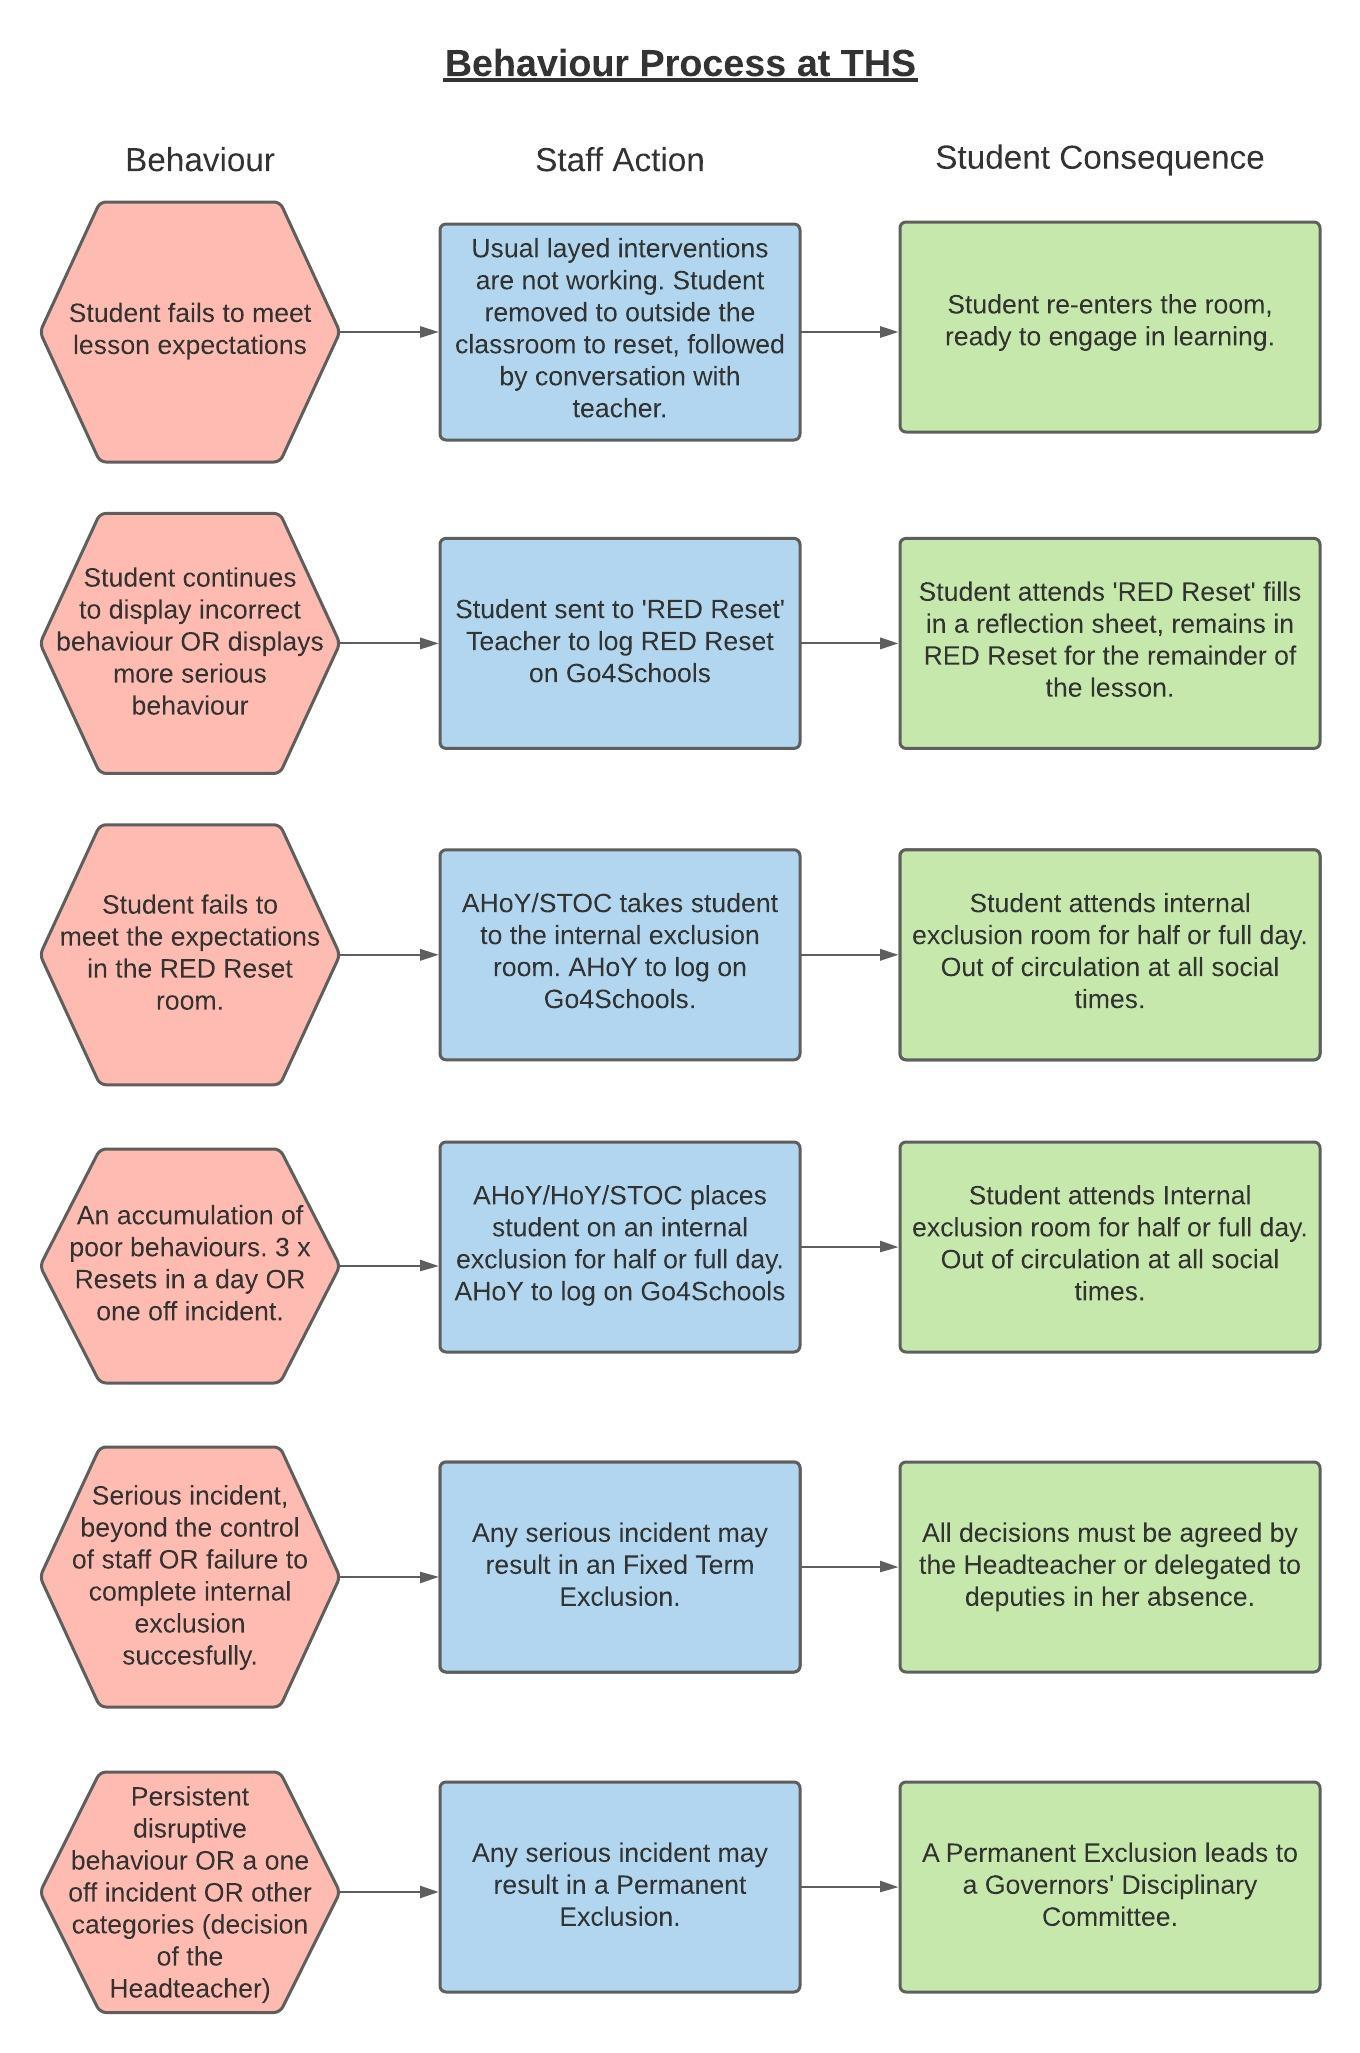 Behaviour Process at THS
Behaviour
Staff Action
Student Consequence
Student fails to meet
lesson expectations
Usual layed interventions
are not working. Student
removed to outside the
classroom to reset, followed
by conversation with
teacher.
Student re-enters the room,
ready to engage in learning.
Student continues
to display incorrect
behaviour OR displays
more serious
behaviour
Student sent to 'RED Reset'
Teacher to log RED Reset
on Go4Schools
Student attends 'RED Reset' fills
in a reflection sheet, remains in
RED Reset for the remainder of
the lesson.
Student fails to
meet the expectations
in the RED Reset
room.
AHoY/STOC takes student
to the internal exclusion
room. AHoY to log on
Go4Schools.
Student attends internal
exclusion room for half or full day.
Out of circulation at all social
times.
An accumulation of
poor behaviours. 3 x
Resets in a day OR
one off incident.
AHoY/HoY/STOC places
student on an internal
exclusion for half or full day.
AHoY to log on Go4Schools
Student attends Internal
exclusion room for half or full day.
Out of circulation at all social
times.
Serious incident,
beyond the control
of staff OR failure to
complete internal
exclusion
succesfully.
Any serious incident may
result in an Fixed Term
Exclusion.
All decisions must be agreed by
the Headteacher or delegated to
deputies in her absence.
Persistent
disruptive
behaviour OR a one
off incident OR other
categories (decision
of the
Headteacher)
Any serious incident may
result in a Permanent
Exclusion.
A Permanent Exclusion leads to
a Governors' Disciplinary
Committee.